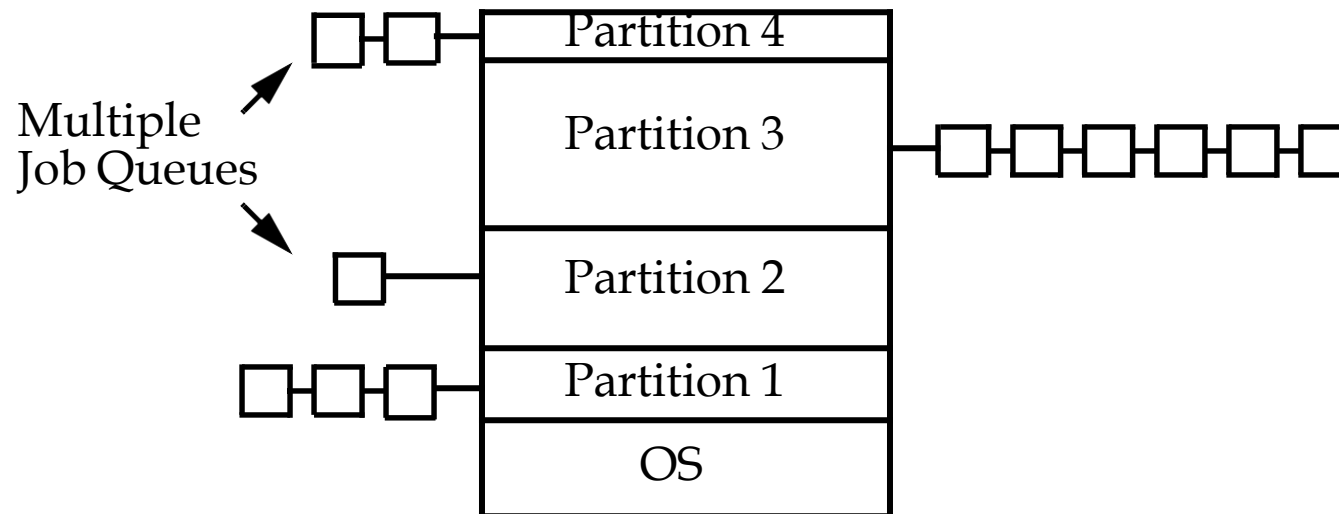 Partition 4
Multiple
Job Queues
Partition 3
Partition 2
Partition 1
OS